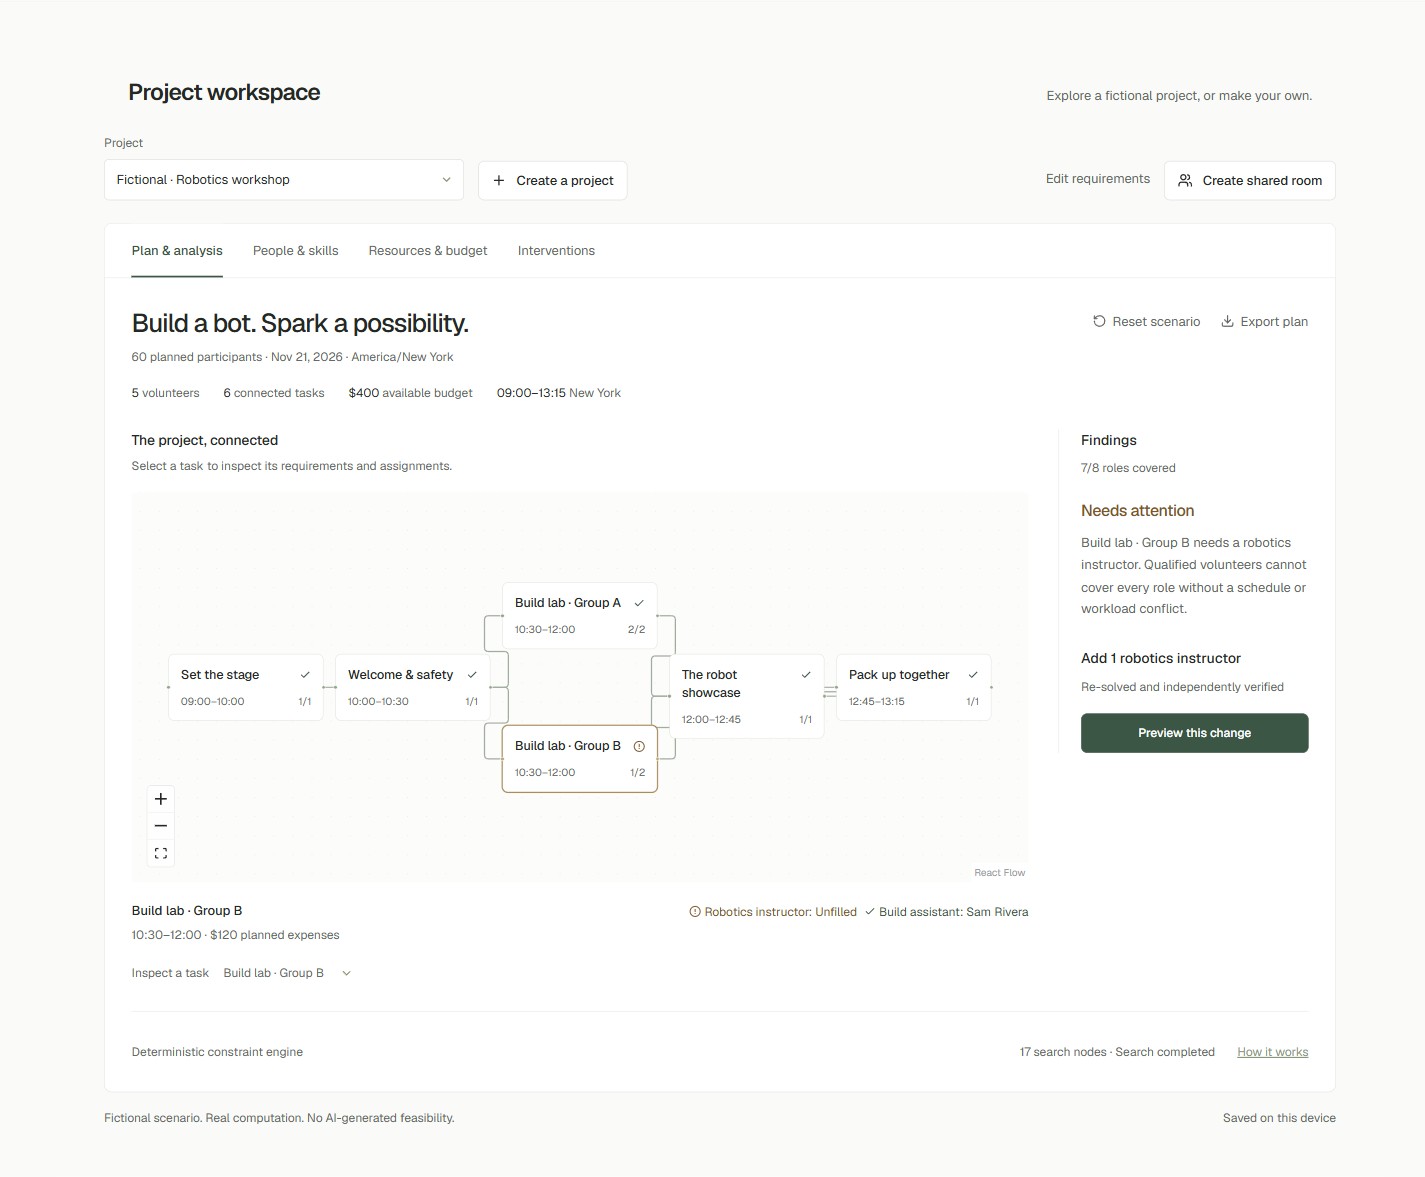 Project workspace
Explore a fictional project, or make your own.
Project
Fictional · Robotics workshop
Create a project
Edit requirements
Create shared room
Plan & analysis
People & skills
Resources & budget
Interventions
Build a bot. Spark a possibility.
Reset scenario
Export plan
60 planned participants · Nov 21, 2026 · America/New York
5 volunteers
6 connected tasks
$400 available budget
09:00–13:15 New York
The project, connected
Select a task to inspect its requirements and assignments.
Set the stage
09:00–10:00
1/1
Welcome & safety
10:00–10:30
1/1
Build lab · Group A
10:30–12:00
2/2
Build lab · Group B
10:30–12:00
1/2
The robot
showcase
12:00–12:45
1/1
Pack up together
12:45–13:15
1/1
React Flow
Findings
7/8 roles covered
Needs attention
Build lab · Group B needs a robotics
instructor. Qualified volunteers cannot
cover every role without a schedule or
workload conflict.
Add 1 robotics instructor
Re-solved and independently verified
Preview this change
Build lab · Group B
Robotics instructor: Unfilled
Build assistant: Sam Rivera
10:30–12:00 · $120 planned expenses
Inspect a task
Build lab · Group B
Deterministic constraint engine
17 search nodes · Search completed
How it works
Fictional scenario. Real computation. No AI-generated feasibility.
Saved on this device